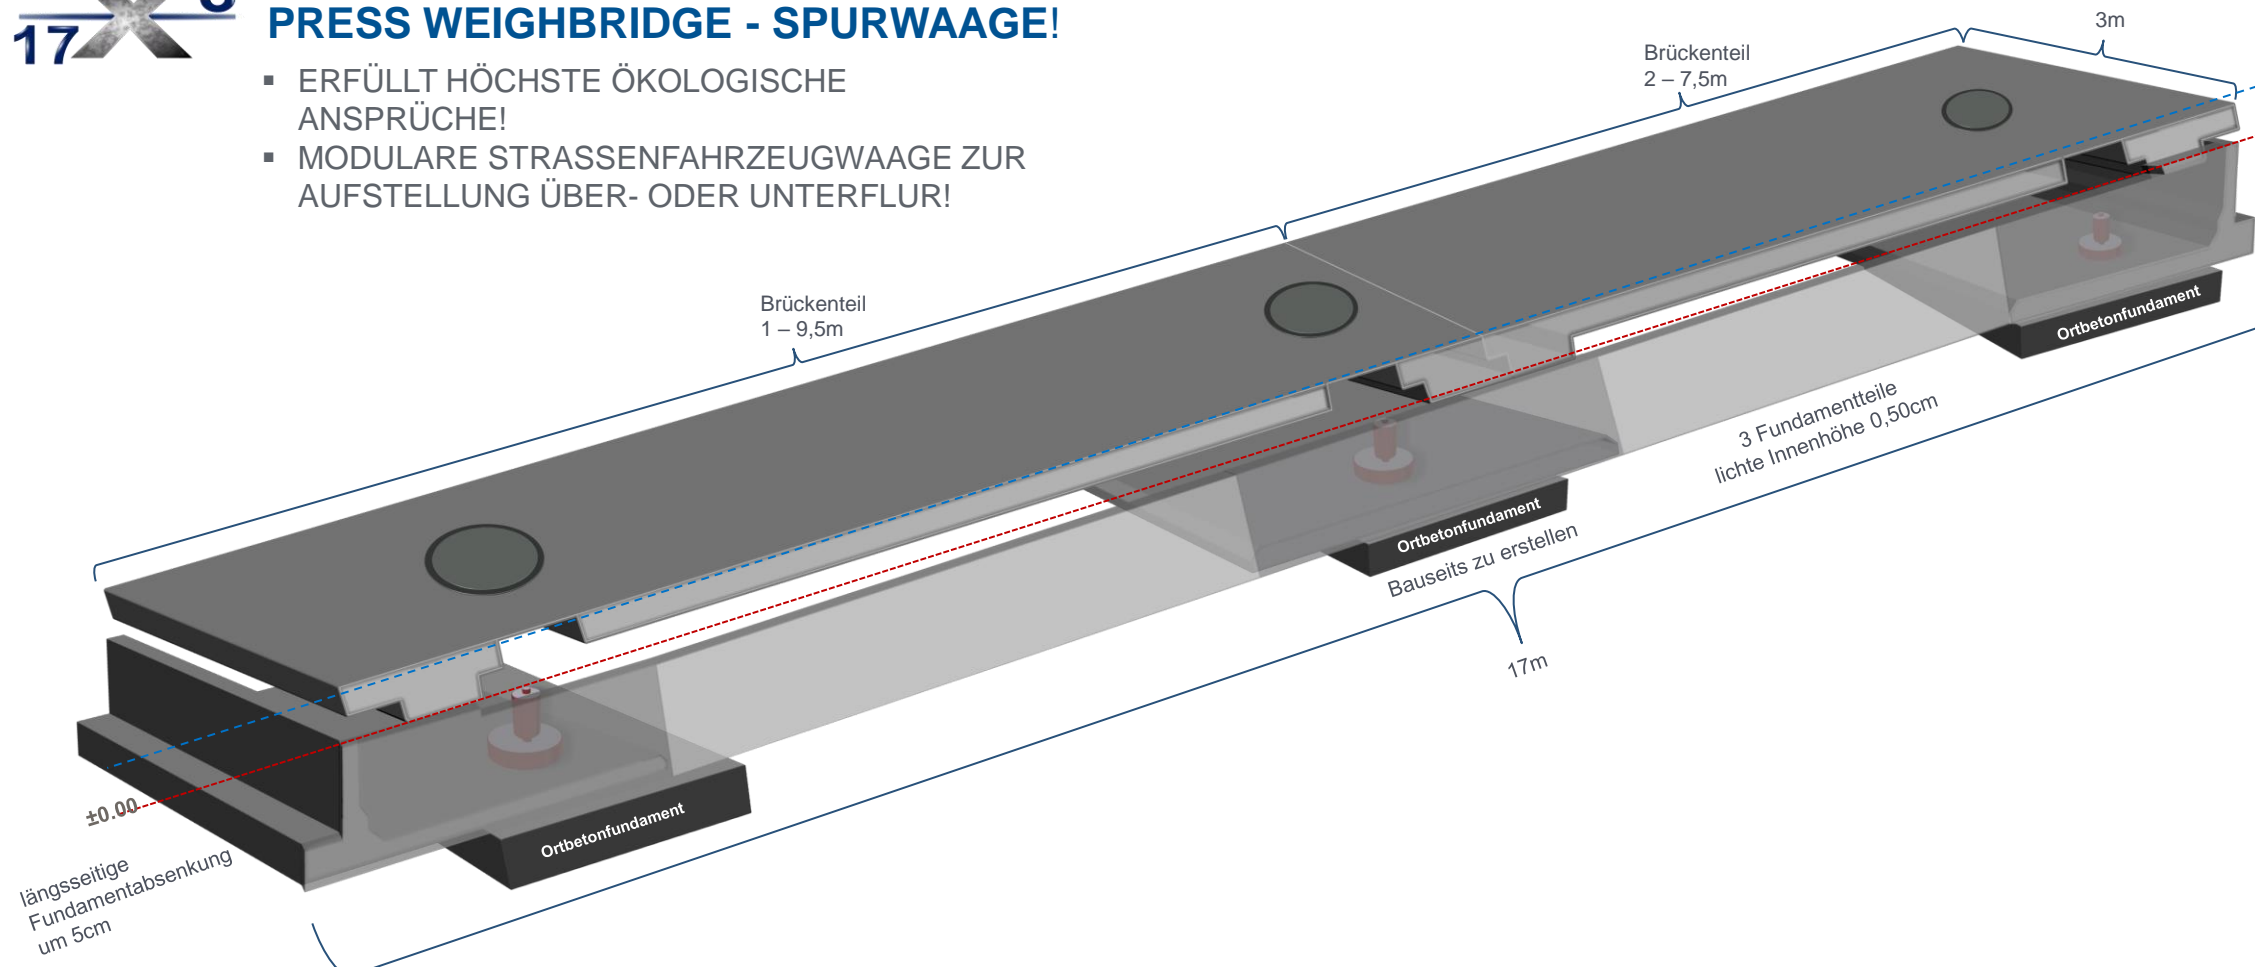 17
PRESS WEIGHBRIDGE - SPURWAAGE!
▪ ERFÜLLT HÖCHSTE ÖKOLOGISCHE
ANSPRÜCHE!
▪ MODULARE STRASSENFAHRZEUGWAAGE ZUR
AUFSTELLUNG ÜBER- ODER UNTERFLUR!
3m
Brückenteil
2 – 7,5m
Brückenteil
1 – 9,5m
Ortbetonfundament
3 Fundamentteile
lichte Innenhöhe 0,50cm
Ortbetonfundament
Bauseits zu erstellen
17m
±0.00
Ortbetonfundament
längsseitige
Fundamentabsenkung
um 5cm